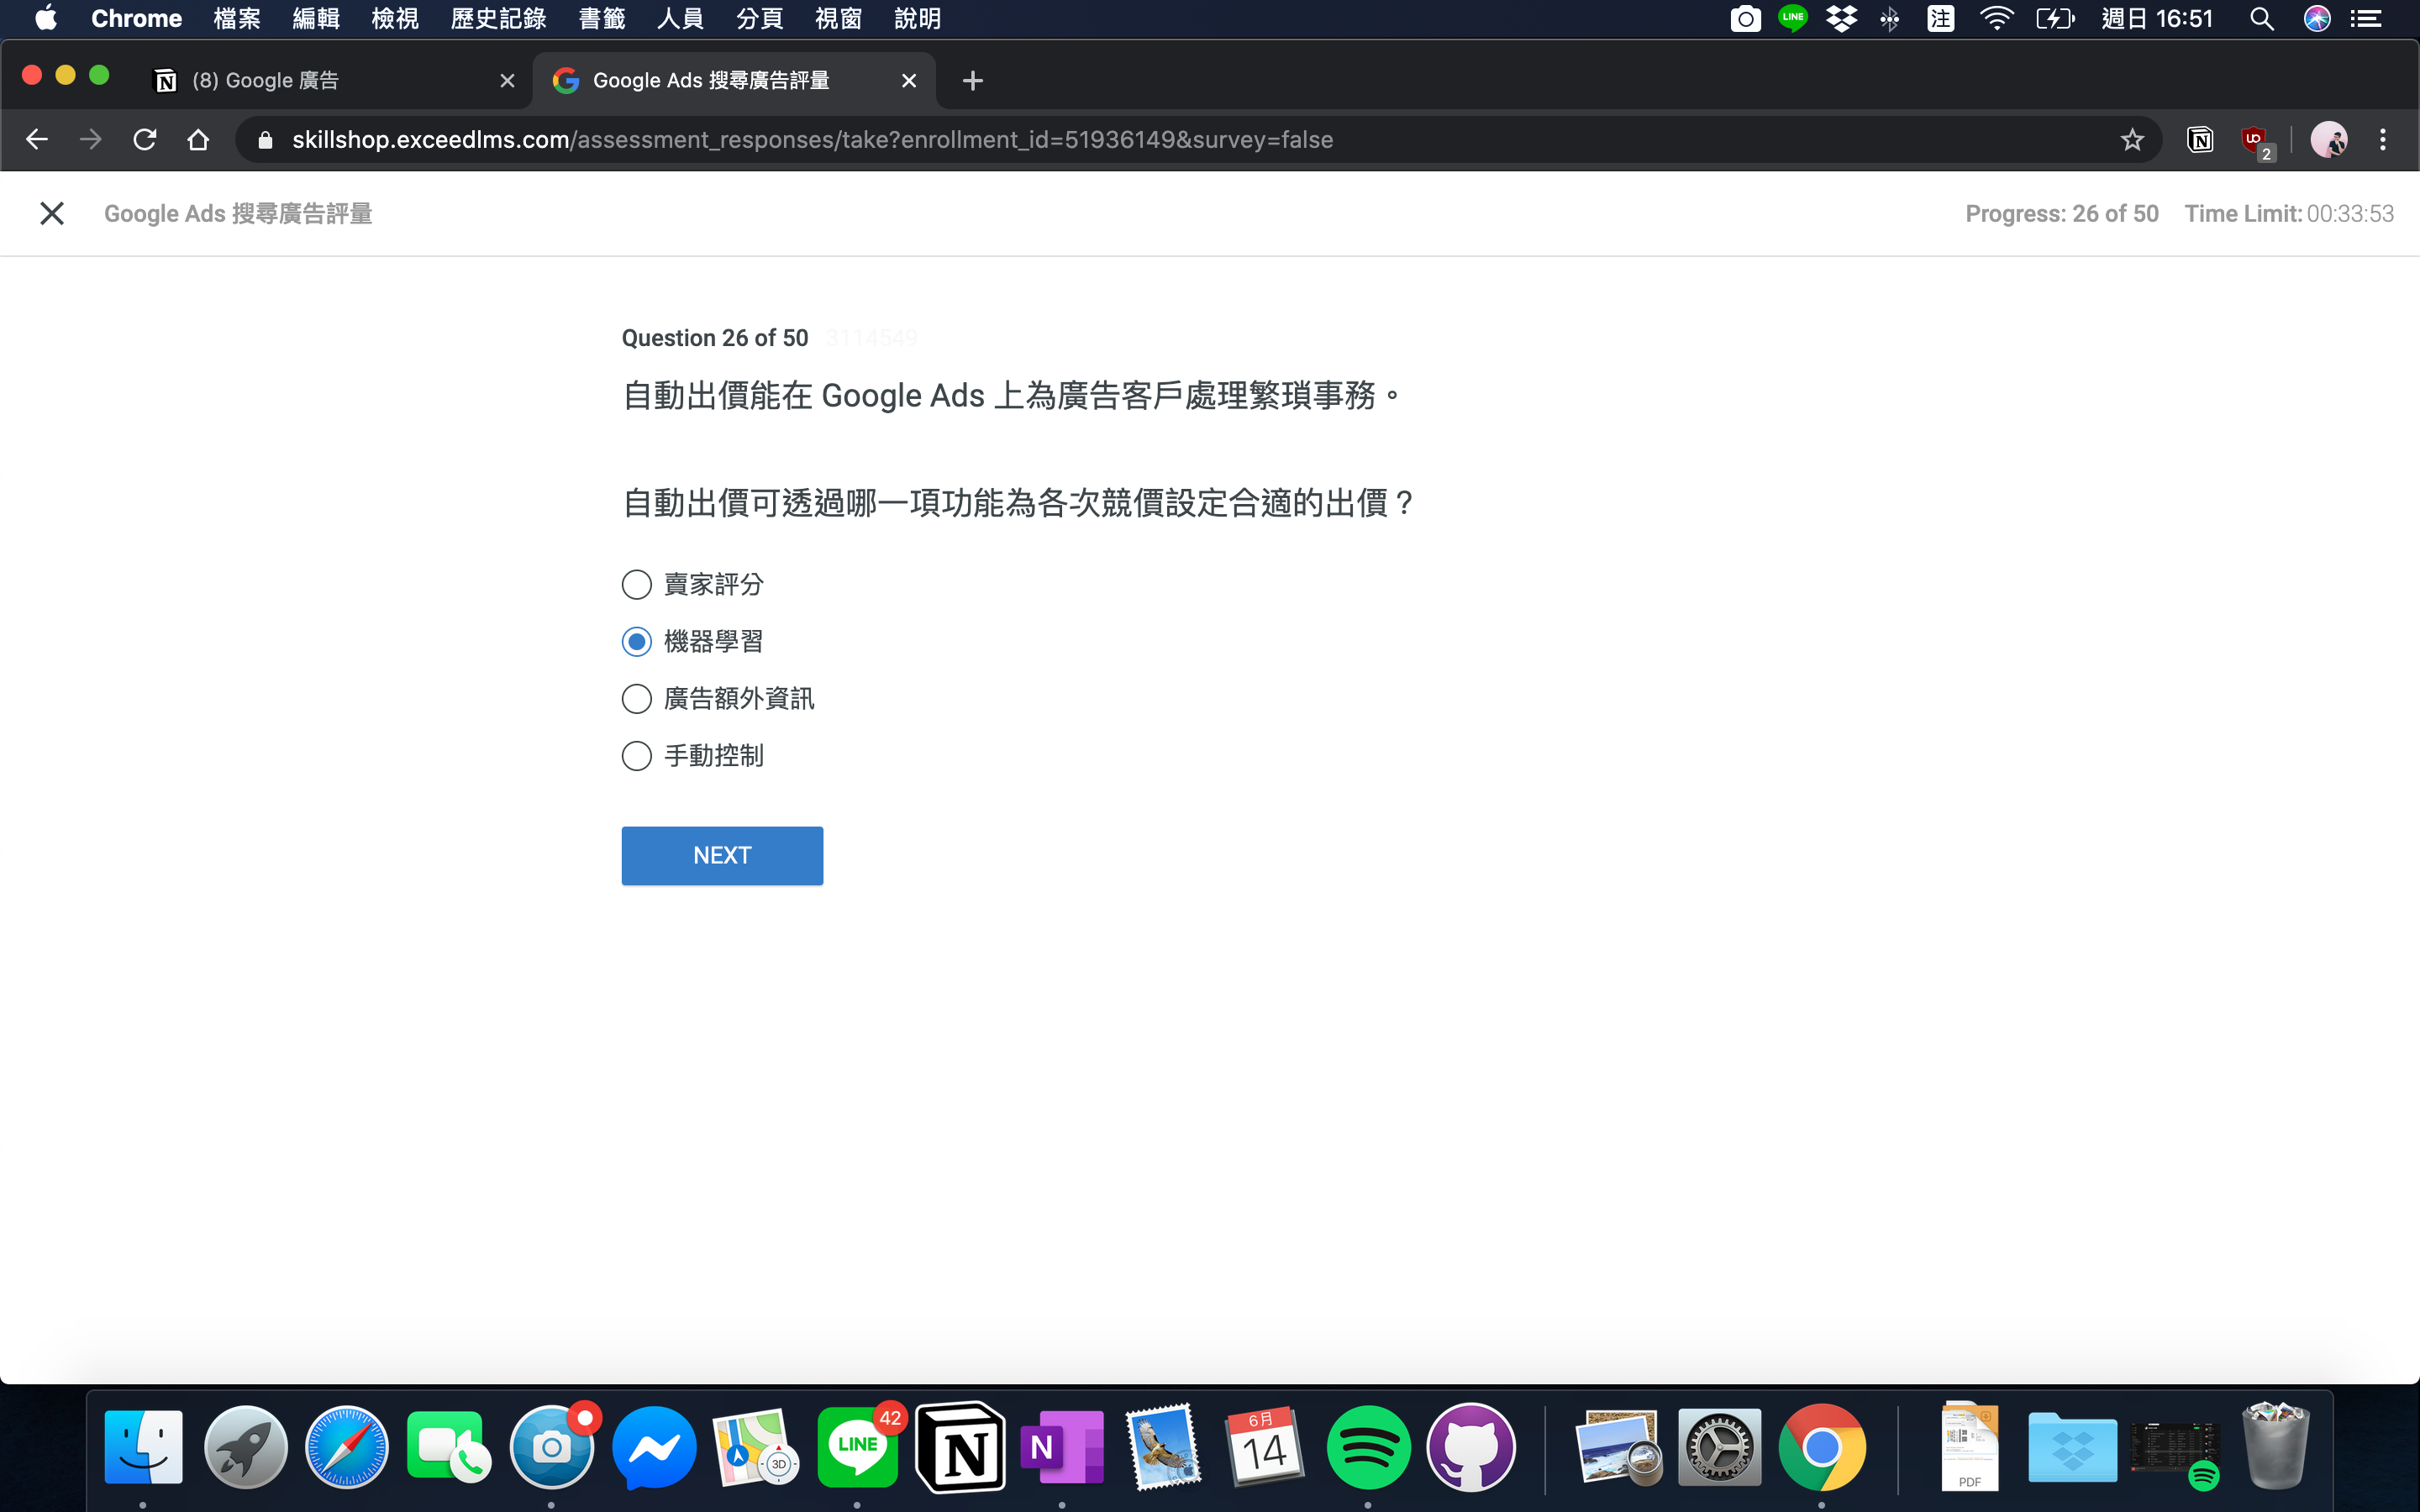 Chrome 檔案 編輯 檢視 歷史記錄 書籤 人員 分頁 視窗 說明 LINE 注 週日 16:51
(8) Google 廣告
Google Ads 搜尋廣告評量
skillshop.exceedlms.com/assessment_responses/take?enrollment_id=51936149&survey=false
2
Google Ads 搜尋廣告評量
Progress: 26 of 50 Time Limit: 00:33:53
Question 26 of 50 3114549
自動出價能在 Google Ads 上為廣告客戶處理繁瑣事務。
自動出價可透過哪一項功能為各次競價設定合適的出價？
賣家評分
機器學習
廣告額外資訊
手動控制
NEXT
3D
LINE
42
N
N
6月
14
PDF